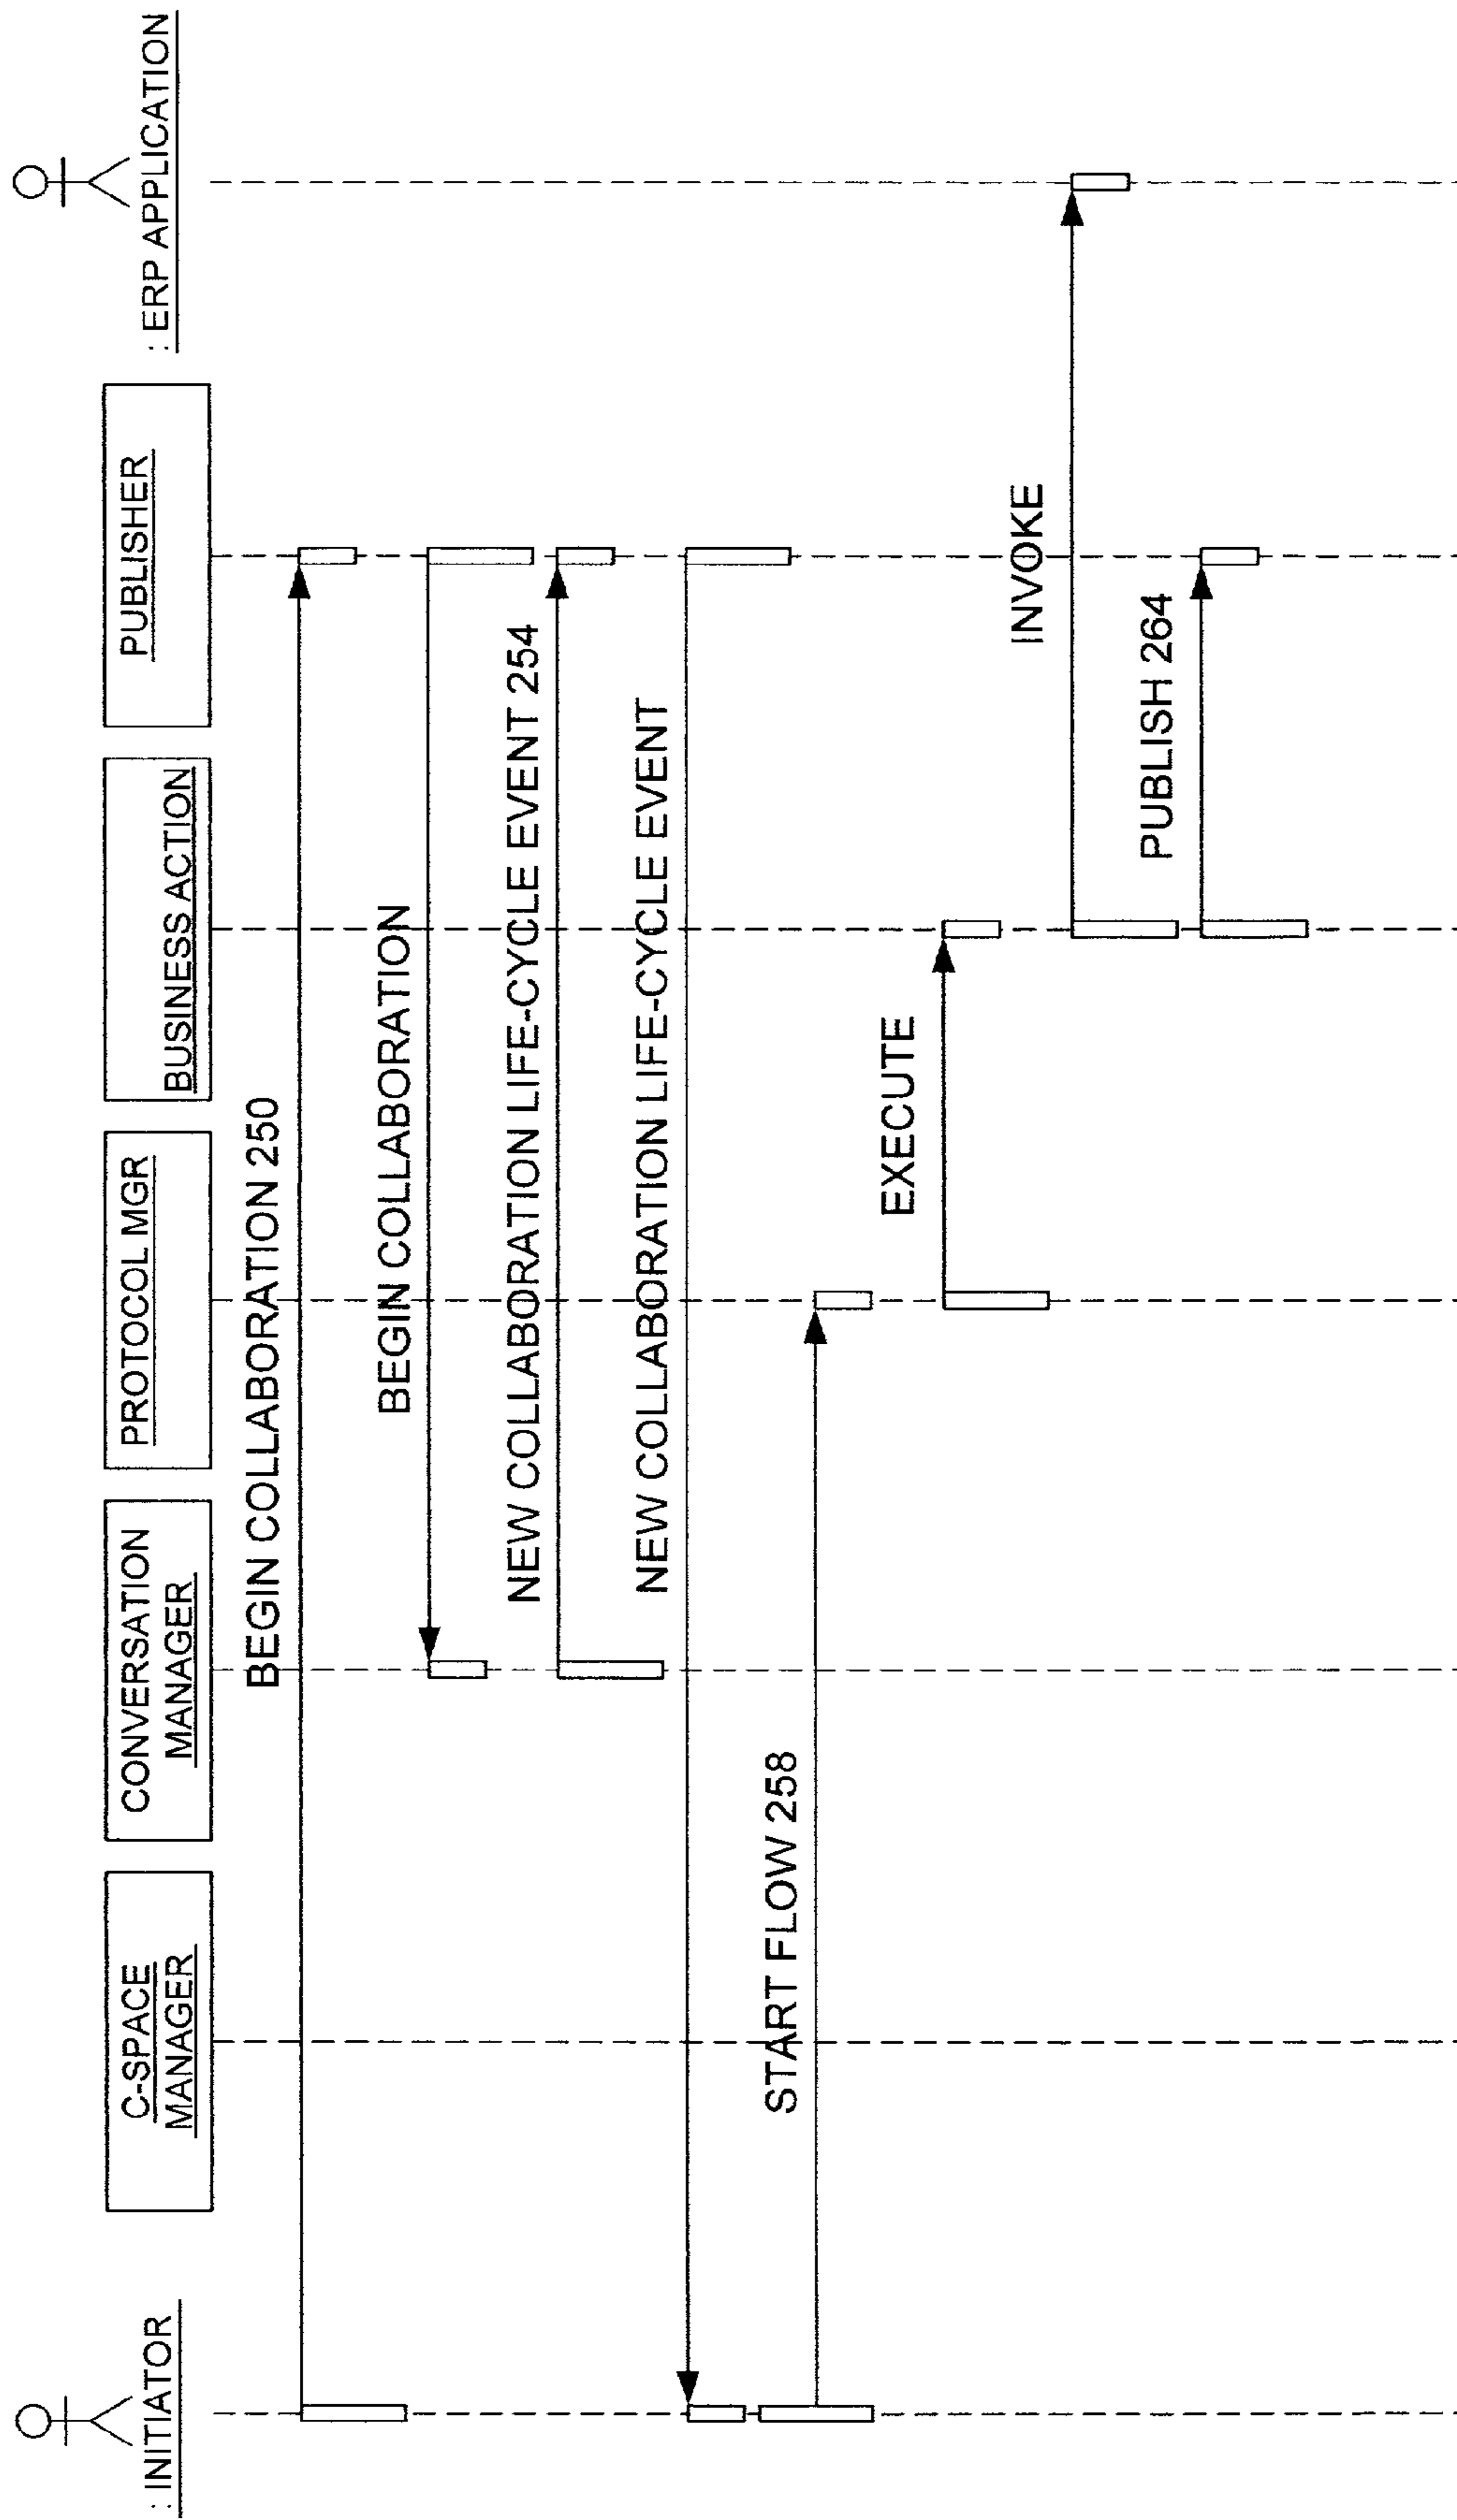 : INITIATOR
C-SPACE
MANAGER
CONVERSATION
MANAGER
PROTOCOL MGR
BUSINESS ACTION
PUBLISHER
: ERP APPLICATION
BEGIN COLLABORATION 250
BEGIN COLLABORATION
NEW COLLABORATION LIFE-CYCLE EVENT 254
NEW COLLABORATION LIFE-CYCLE EVENT
START FLOW 258
EXECUTE
INVOKE
PUBLISH 264